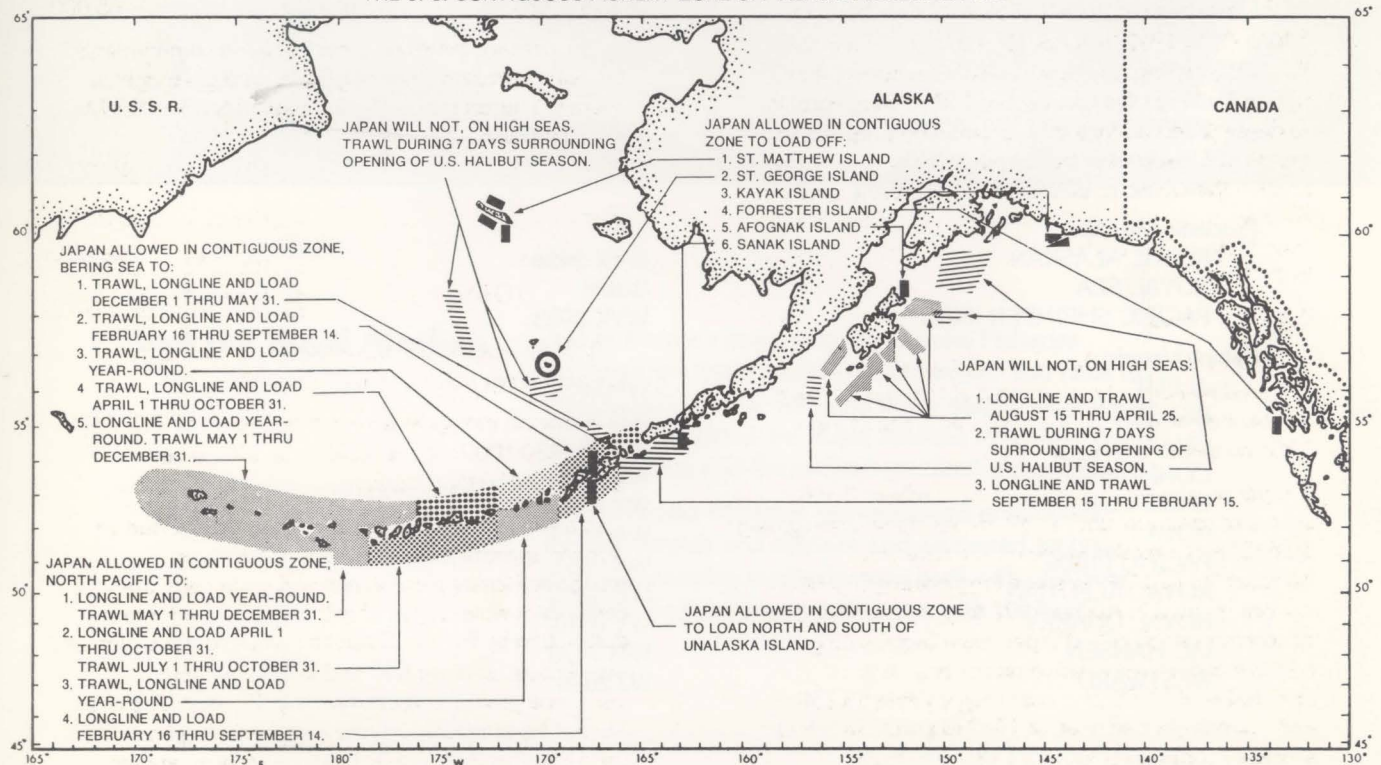 65°
65°
U.S.S.R.
ALASKA
CANADA
JAPAN WILL NOT, ON HIGH SEAS,
TRAWL DURING 7 DAYS SURROUNDING
OPENING OF U.S. HALIBUT SEASON.
JAPAN ALLOWED IN CONTIGUOUS
ZONE TO LOAD OFF:
1. ST. MATTHEW ISLAND
2. ST. GEORGE ISLAND
3. KAYAK ISLAND
4. FORRESTER ISLAND
5. AFOGNAK ISLAND
6. SANAK ISLAND
60°
60°
JAPAN ALLOWED IN CONTIGUOUS ZONE,
BERING SEA TO:
1. TRAWL, LONGLINE AND LOAD
DECEMBER 1 THRU MAY 31.
2. TRAWL, LONGLINE AND LOAD
FEBRUARY 16 THRU SEPTEMBER 14.
3. TRAWL, LONGLINE AND LOAD
YEAR-ROUND.
4 TRAWL, LONGLINE AND LOAD
APRIL 1 THRU OCTOBER 31.
5. LONGLINE AND LOAD YEAR-
ROUND. TRAWL MAY 1 THRU
DECEMBER 31.
JAPAN WILL NOT, ON HIGH SEAS:
1. LONGLINE AND TRAWL
AUGUST 15 THRU APRIL 25.
2. TRAWL DURING 7 DAYS
SURROUNDING OPENING OF
U.S. HALIBUT SEASON.
3. LONGLINE AND TRAWL
SEPTEMBER 15 THRU FEBRUARY 15.
55°
55°
JAPAN ALLOWED IN CONTIGUOUS ZONE,
NORTH PACIFIC TO:
1. LONGLINE AND LOAD YEAR-ROUND.
TRAWL MAY 1 THRU DECEMBER 31.
2. LONGLINE AND LOAD APRIL 1
THRU OCTOBER 31.
TRAWL JULY 1 THRU OCTOBER 31.
3. TRAWL, LONGLINE AND LOAD
YEAR-ROUND
4. LONGLINE AND LOAD
FEBRUARY 16 THRU SEPTEMBER 14.
JAPAN ALLOWED IN CONTIGUOUS ZONE
TO LOAD NORTH AND SOUTH OF
UNALASKA ISLAND.
50°
50°
45°
45°
165° 170° 175° 180° 175° 170° 165° 160° 155° 150° 145° 140° 135° 130°
W